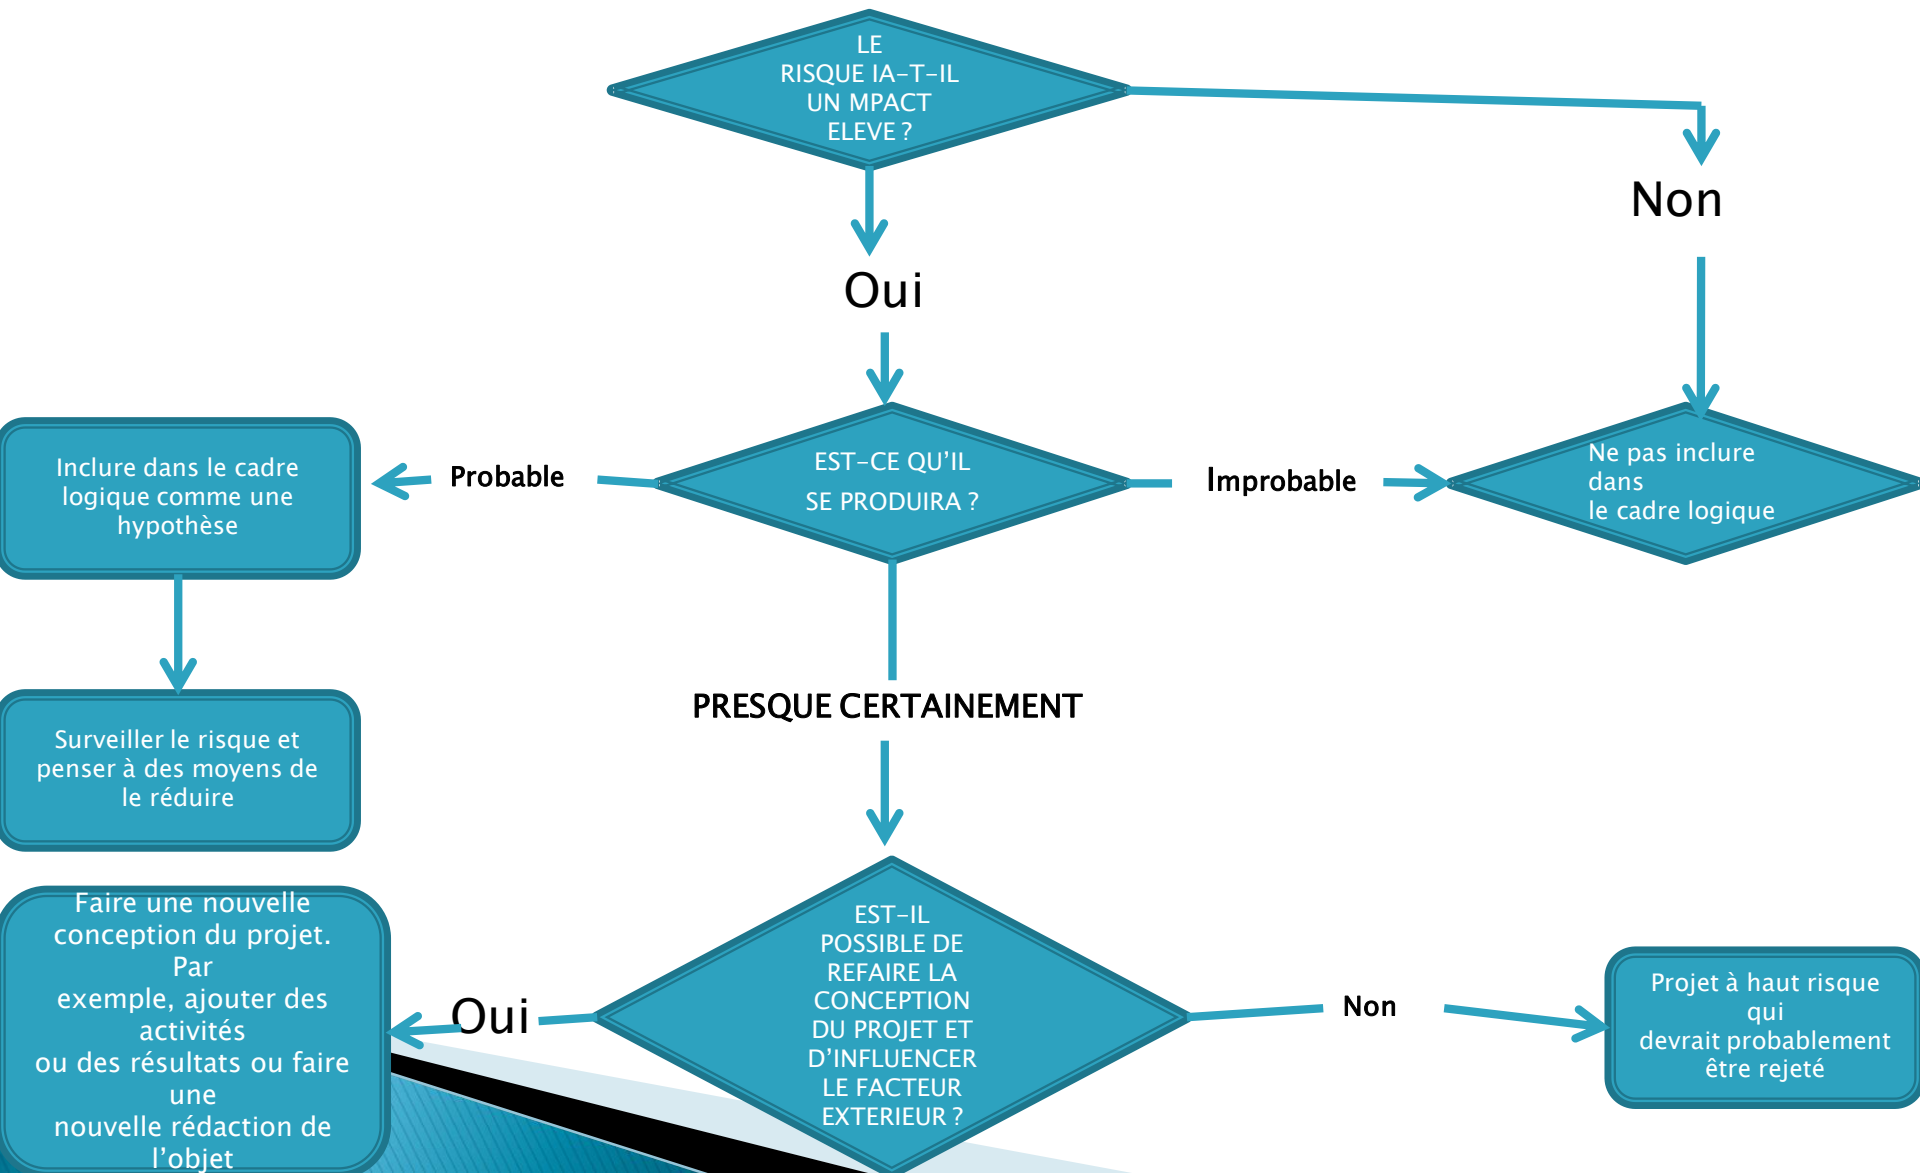 LE
RISQUE IA-T-IL
UN MPACT
ELEVE ?
Non
Oui
Inclure dans le cadre
logique comme une
hypothèse
Probable
EST-CE QU’IL
SE PRODUIRA ?
Improbable
Ne pas inclure
dans
le cadre logique
Surveiller le risque et
penser à des moyens de
le réduire
PRESQUE CERTAINEMENT
Faire une nouvelle
conception du projet.
Par
exemple, ajouter des
activités
ou des résultats ou faire
une
nouvelle rédaction de
l’objet
Oui
EST-IL
POSSIBLE DE
REFAIRE LA
CONCEPTION
DU PROJET ET
D’INFLUENCER
LE FACTEUR
EXTERIEUR ?
Non
Projet à haut risque
qui
devrait probablement
être rejeté